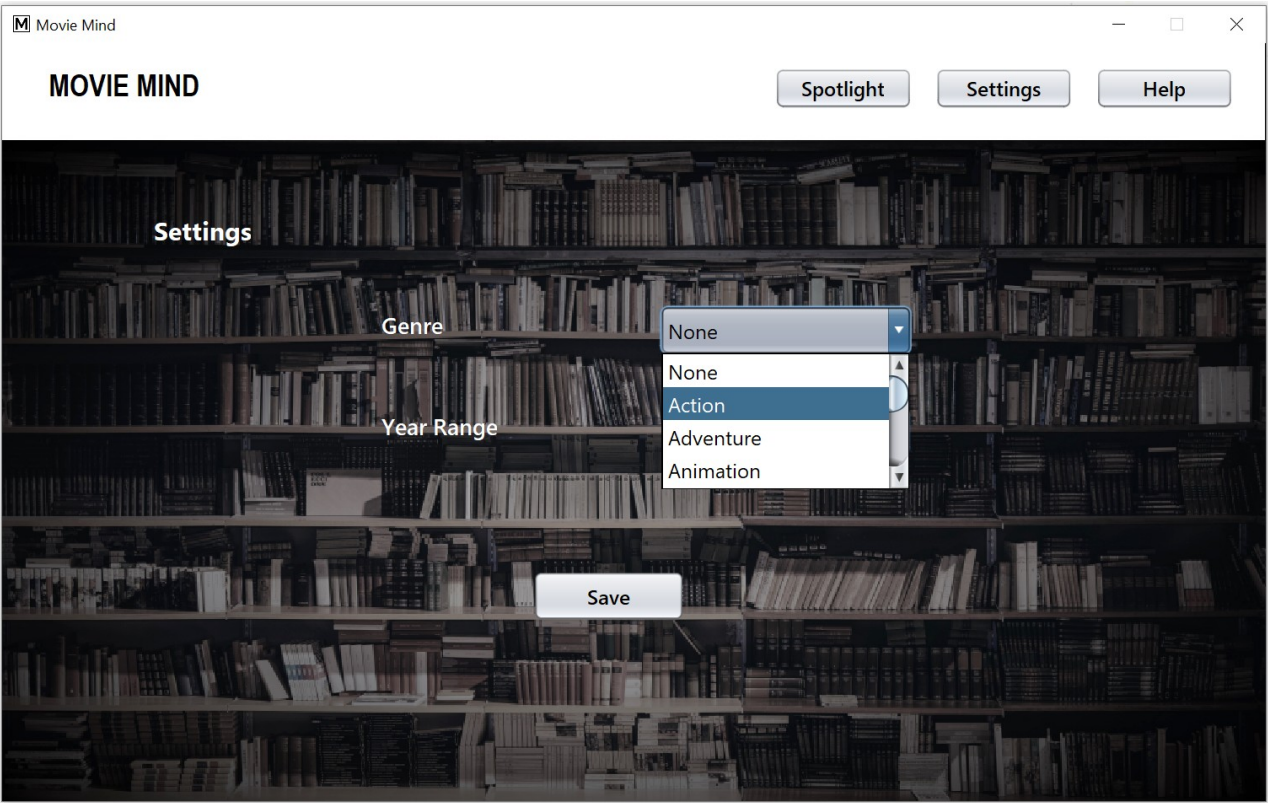 M Movie Mind
MOVIE MIND
Spotlight
Settings
Help
Settings
Genre
None
None
Action
Adventure
Animation
Year Range
Save